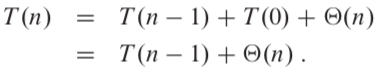 T(n) = T(n − 1) + T(0) + Θ(n)
= T(n − 1) + Θ(n) .